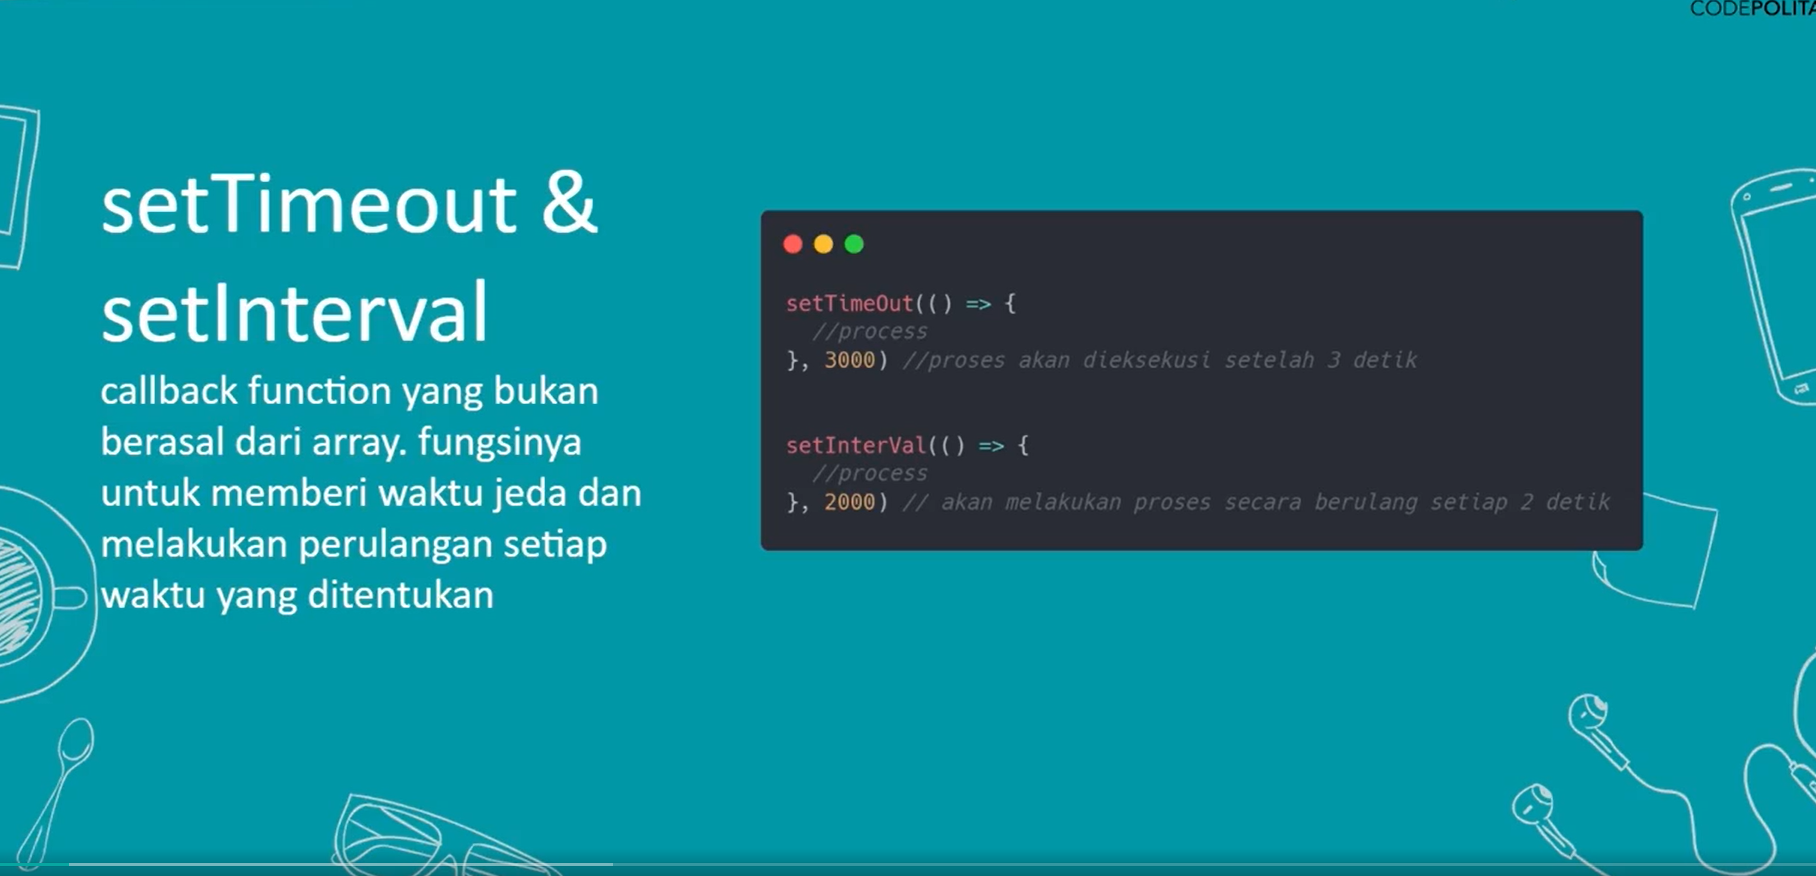 CODEPOLITA
setTimeout &
setInterval
callback function yang bukan
berasal dari array. fungsinya
untuk memberi waktu jeda dan
melakukan perulangan setiap
waktu yang ditentukan
setTimeOut(() => {
//process
}, 3000) //proses akan dieksekusi setelah 3 detik
setInterVal(() => {
//process
}, 2000) // akan melakukan proses secara berulang setiap 2 detik